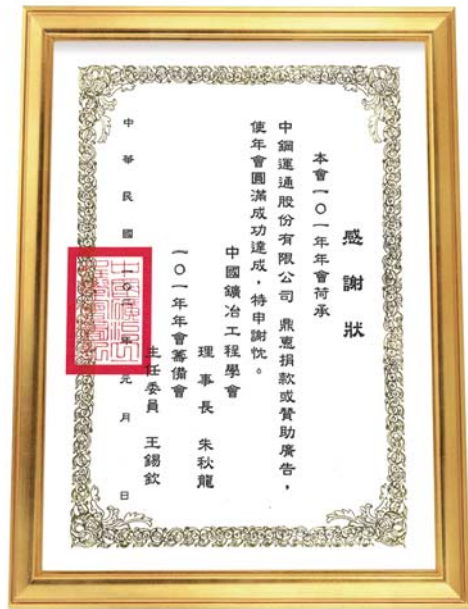 感謝狀
本會一〇一年年會荷承
中鋼運通股份有限公司 鼎惠捐款或贊助廣告，
使年會圓滿成功達成，特申謝忱。
中國鑛冶工程學會
理事長 朱秋龍
一〇一年年會籌備會
主任委員 王錫欽
中華民國一〇二年元月 日